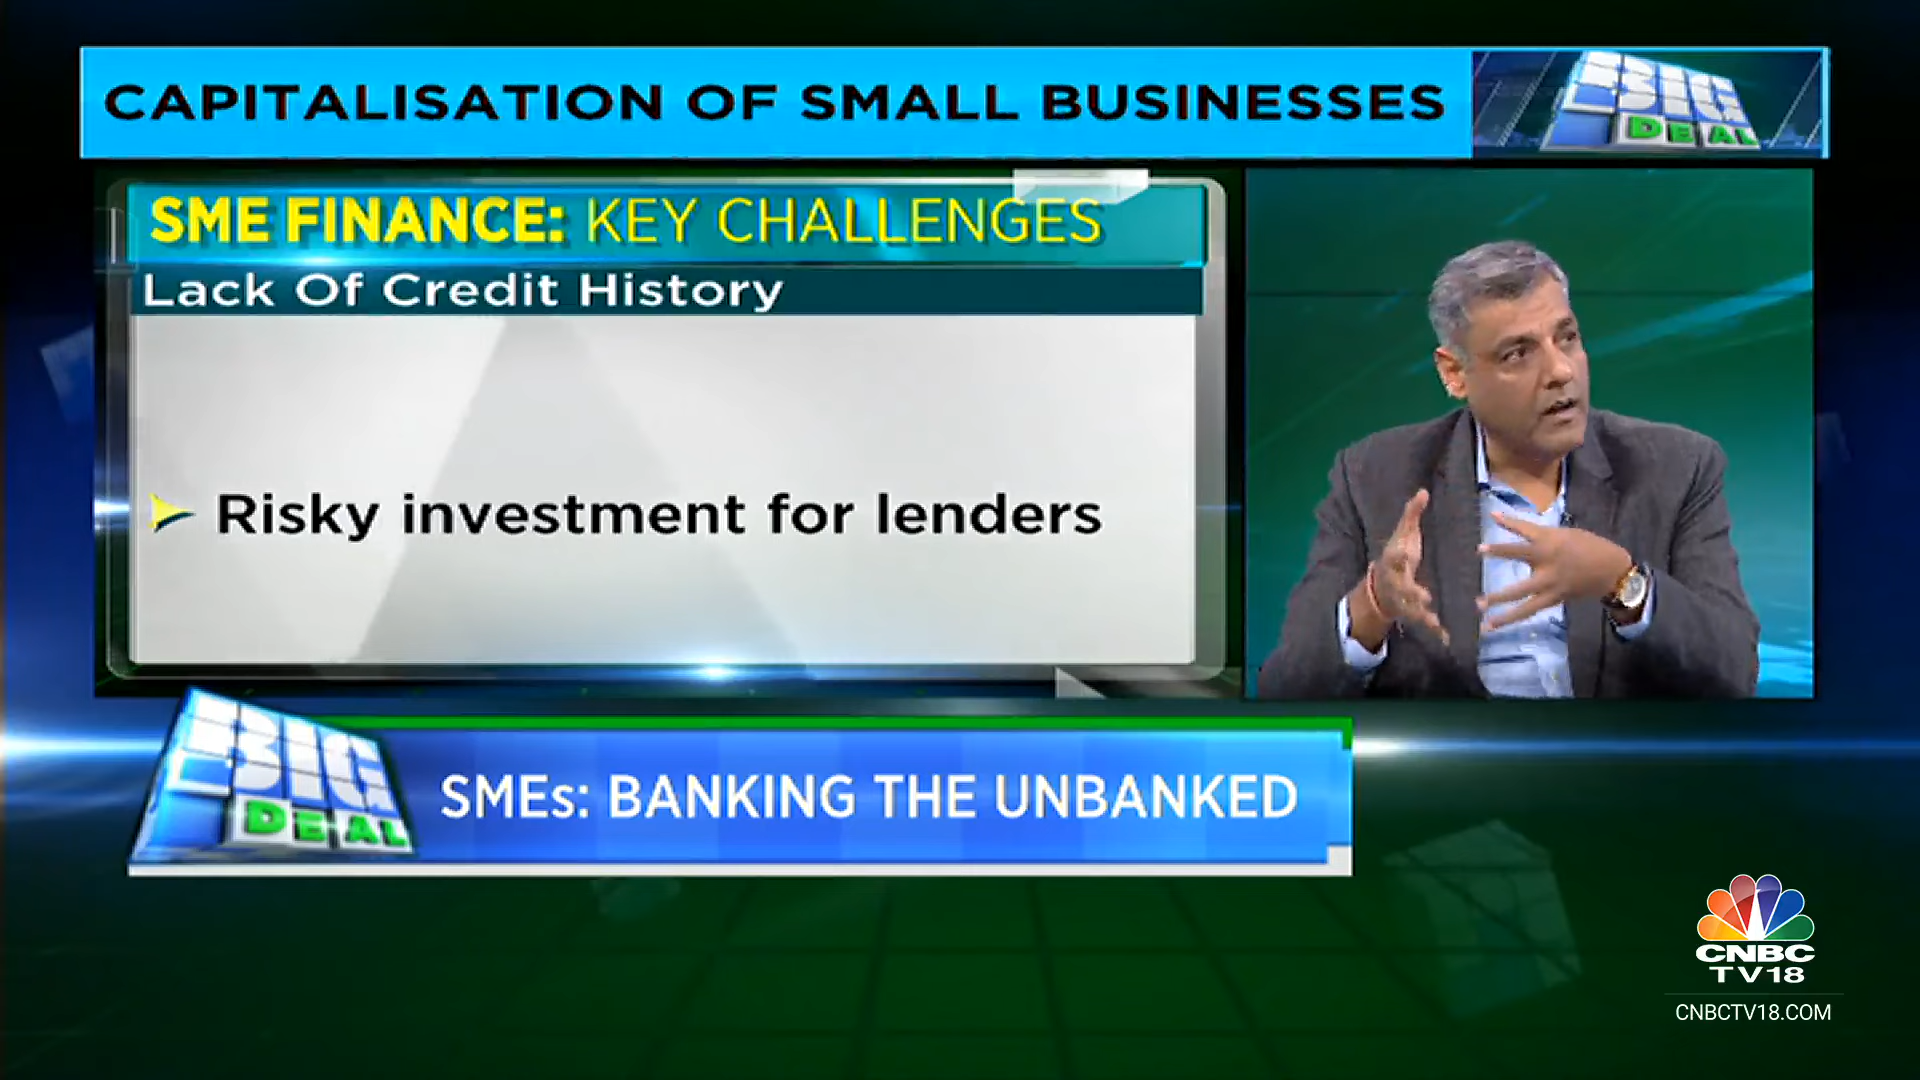 CAPITALISATION OF SMALL BUSINESSES
BIG
DEAL
SME FINANCE: KEY CHALLENGES
Lack Of Credit History
Risky investment for lenders
BIG
DEAL
SMEs: BANKING THE UNBANKED
CNBC
TV18
CNBCTV18.COM